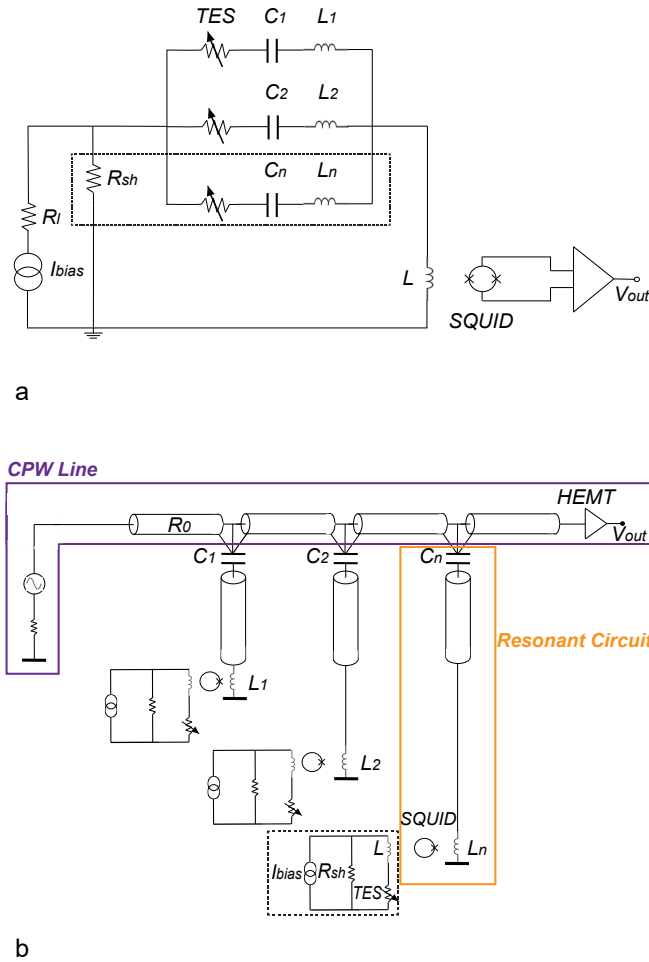 TES C1 L1
C2 L2
Rsh Cn Ln
Rl
Ibias
L
SQUID Vout
a
CPW Line
HEMT
R0
Vout
C1 C2 Cn
Resonant Circuit
L1
L2
SQUID
L Ln
Ibias Rsh
TES
b